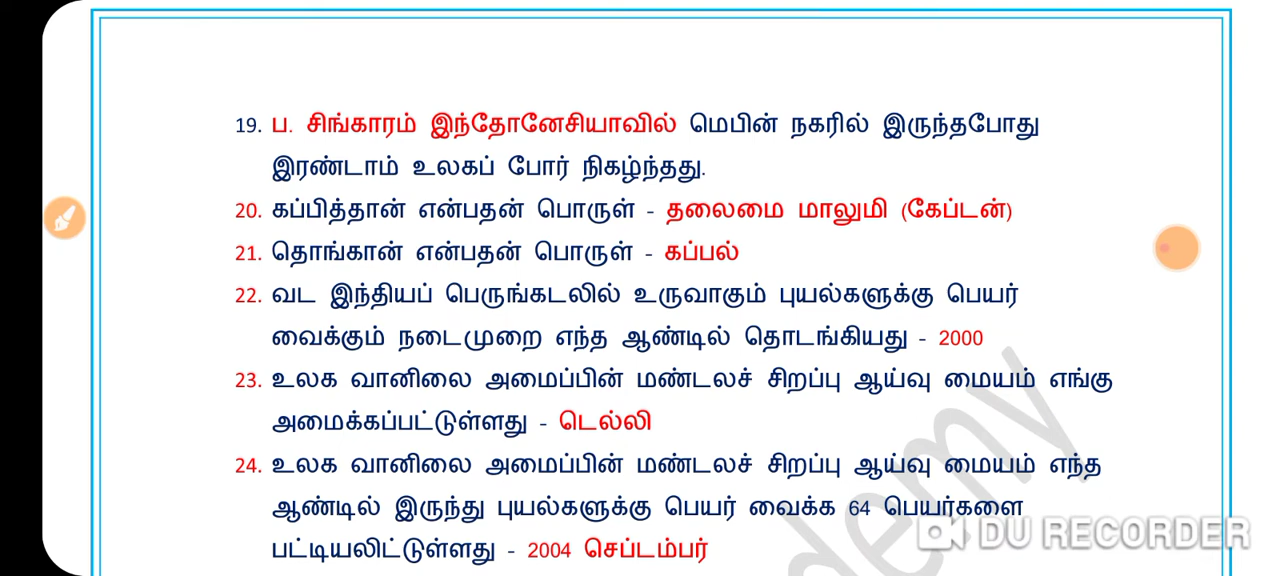 19. ப. சிங்காரம் இந்தோனேசியாவில் மெபின் நகரில் இருந்தபோது
இரண்டாம் உலகப் போர் நிகழ்ந்தது.
20. கப்பித்தான் என்பதன் பொருள் - தலைமை மாலுமி (கேப்டன்)
21. தொங்கான் என்பதன் பொருள் - கப்பல்
22. வட இந்தியப் பெருங்கடலில் உருவாகும் புயல்களுக்கு பெயர்
வைக்கும் நடைமுறை எந்த ஆண்டில் தொடங்கியது - 2000
23. உலக வானிலை அமைப்பின் மண்டலச் சிறப்பு ஆய்வு மையம் எங்கு
அமைக்கப்பட்டுள்ளது - டெல்லி
24. உலக வானிலை அமைப்பின் மண்டலச் சிறப்பு ஆய்வு மையம் எந்த
ஆண்டில் இருந்து புயல்களுக்கு பெயர் வைக்க 64 பெயர்களை
பட்டியலிட்டுள்ளது - 2004 செப்டம்பர்
DU RECORDER